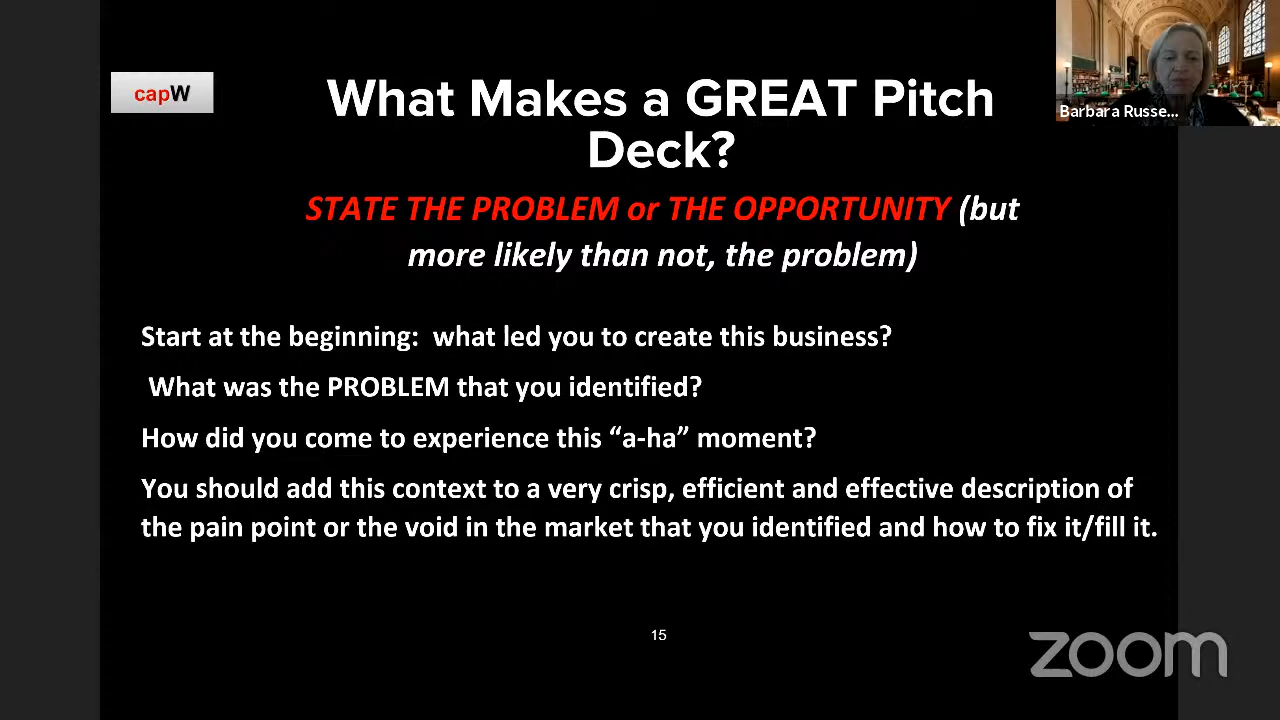 capW
What Makes a GREAT Pitch
Deck?
STATE THE PROBLEM or THE OPPORTUNITY (but
more likely than not, the problem)
Start at the beginning:  what led you to create this business?
What was the PROBLEM that you identified?
How did you come to experience this “a-ha” moment?
You should add this context to a very crisp, efficient and effective description of
the pain point or the void in the market that you identified and how to fix it/fill it.
15
Barbara Russe...
zoom